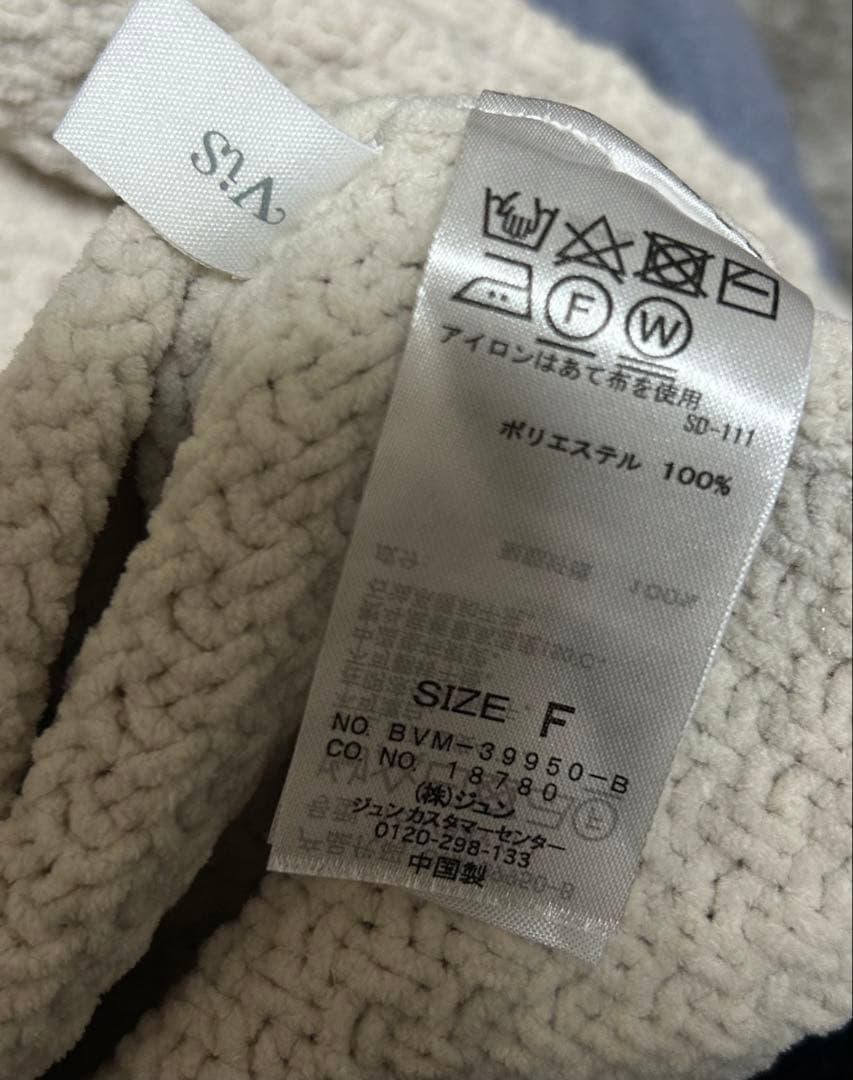 ViS
F W
アイロンはあて布を使用
SD-111
ポリエステル 100%
SIZE F
NO. BVM-39950-B
CO. NO. 18780
(株)ジュン
ジュンカスタマーセンター
0120-298-133
中国製